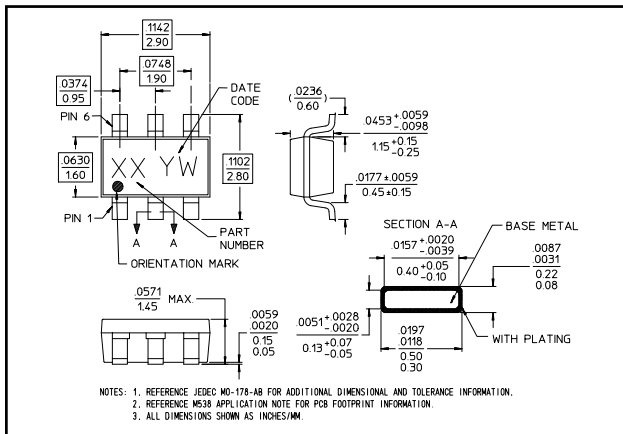 .1142
2.90
.0748
1.90
.0374
0.95
DATE
CODE
PIN 6
(.0236
0.60)
.0453 +.0059
-.0098
1.15 +0.15
-0.25
.0630
1.60
XX YW
.1102
2.80
.0177±.0059
0.45±0.15
PIN 1
A A
PART
NUMBER
ORIENTATION MARK
SECTION A-A
BASE METAL
.0157 +.0020
-.0039
0.40 +0.05
-0.10
.0087
.0031
0.22
0.08
.0571
1.45 MAX.
.0059
.0020
0.15
0.05
.0051 +.0028
-.0020
0.13 +0.07
-0.05
.0197
.0118
0.50
0.30
WITH PLATING
NOTES: 1. REFERENCE JEDEC MO-178-AB FOR ADDITIONAL DIMENSIONAL AND TOLERANCE INFORMATION.
2. REFERENCE M538 APPLICATION NOTE FOR PCB FOOTPRINT INFORMATION.
3. ALL DIMENSIONS SHOWN AS INCHES/MM.